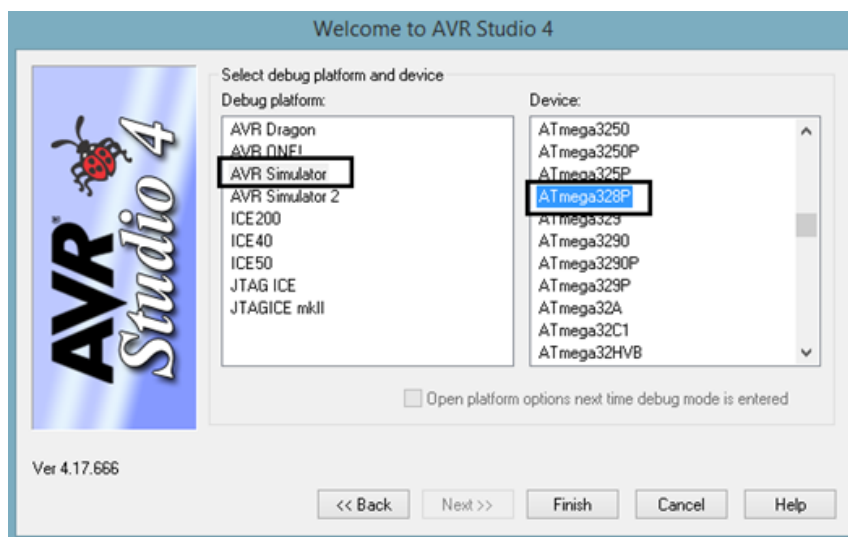 Welcome to AVR Studio 4
AVR Studio 4
Ver 4.17.666
Select debug platform and device
Debug platform:
AVR Dragon
AVR ONE!
AVR Simulator
AVR Simulator 2
ICE200
ICE40
ICE50
JTAG ICE
JTAGICE mkII
Device:
ATmega3250
ATmega3250P
ATmega325P
ATmega328P
ATmega329
ATmega3290
ATmega3290P
ATmega329P
ATmega32A
ATmega32C1
ATmega32HVB
Open platform options next time debug mode is entered
<< Back
Next >>
Finish
Cancel
Help